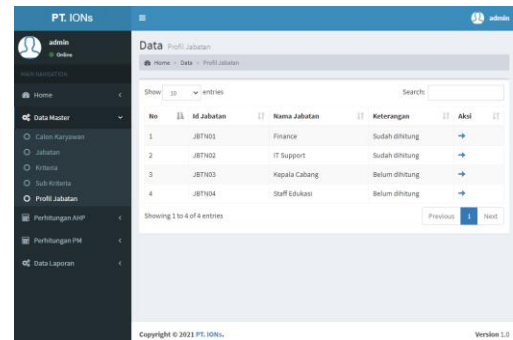 PT. IONs
admin
admin
Online
MAIN NAVIGATION
Home
Data Master
Calon Karyawan
Jabatan
Kriteria
Sub Kriteria
Profil Jabatan
Perhitungan AHP
Perhitungan PM
Data Laporan
Data Profil Jabatan
Home > Data > Profil Jabatan
Show 10 entries Search:
No Id Jabatan Nama Jabatan Keterangan Aksi
1 JBTN01 Finance Sudah dihitung
2 JBTN02 IT Support Sudah dihitung
3 JBTN03 Kepala Cabang Belum dihitung
4 JBTN04 Staff Edukasi Belum dihitung
Showing 1 to 4 of 4 entries Previous 1 Next
Copyright © 2021 PT. IONs. Version 1.0